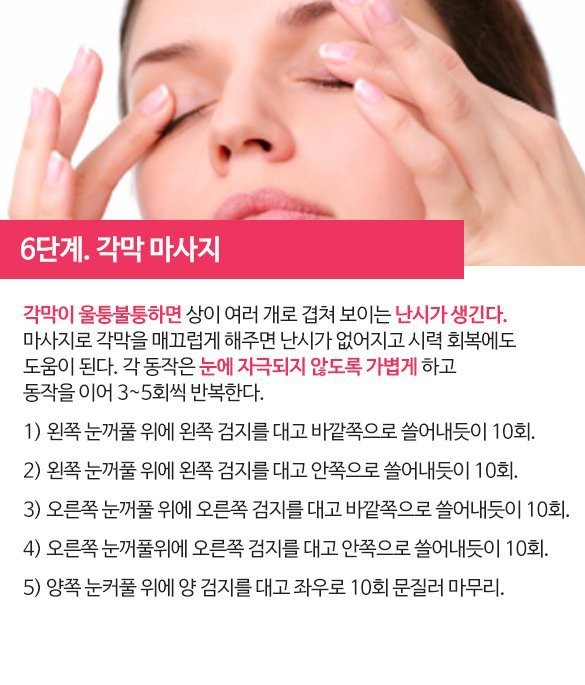 6단계. 각막 마사지
각막이 울퉁불퉁하면 상이 여러 개로 겹쳐 보이는 난시가 생긴다.
마사지로 각막을 매끄럽게 해주면 난시가 없어지고 시력 회복에도
도움이 된다. 각 동작은 눈에 자극되지 않도록 가볍게 하고
동작을 이어 3~5회씩 반복한다.
1) 왼쪽 눈꺼풀 위에 왼쪽 검지를 대고 바깥쪽으로 쓸어내듯이 10회.
2) 왼쪽 눈꺼풀 위에 왼쪽 검지를 대고 안쪽으로 쓸어내듯이 10회.
3) 오른쪽 눈꺼풀 위에 오른쪽 검지를 대고 바깥쪽으로 쓸어내듯이 10회.
4) 오른쪽 눈꺼풀위에 오른쪽 검지를 대고 안쪽으로 쓸어내듯이 10회.
5) 양쪽 눈커풀 위에 양 검지를 대고 좌우로 10회 문질러 마무리.